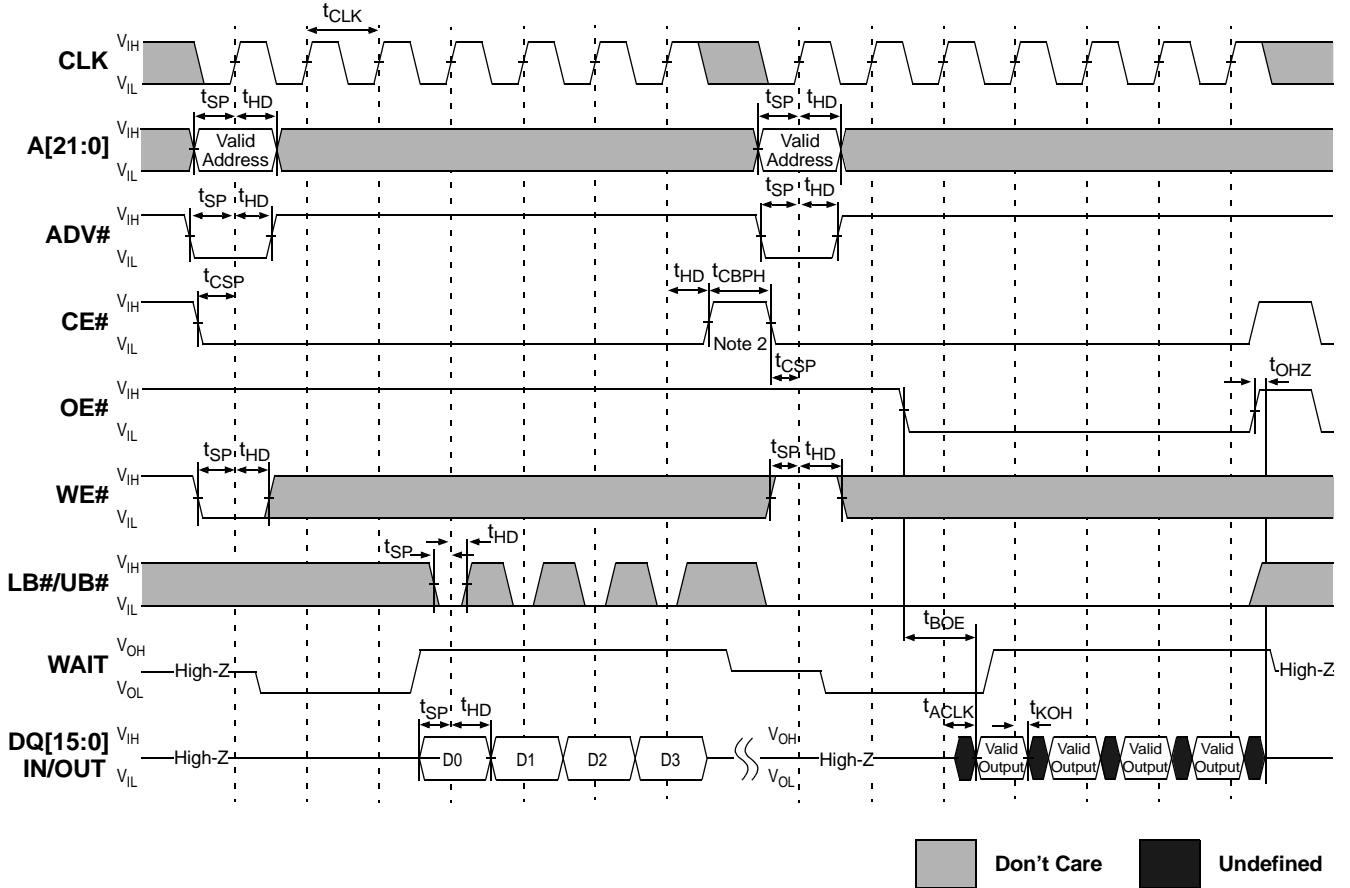 tCLK
CLK VIH
VIL
tSP tHD tSP tHD
A[21:0] VIH Valid Address Valid Address
VIL
tSP tHD tSP tHD
ADV# VIH
VIL
tCSP tHD tCBPH
CE# VIH
VIL Note 2
tCSP tOHZ
OE# VIH
VIL
tSP tHD tSP tHD
WE# VIH
VIL
tSP tHD
LB#/UB# VIH
VIL
tBOE
WAIT VOH High-Z High-Z
VOL
tSP tHD tACLK tKOH
DQ[15:0] IN/OUT VIH High-Z D0 D1 D2 D3 VOH High-Z Valid Output Valid Output Valid Output Valid Output
VIL VOL
Don't Care Undefined